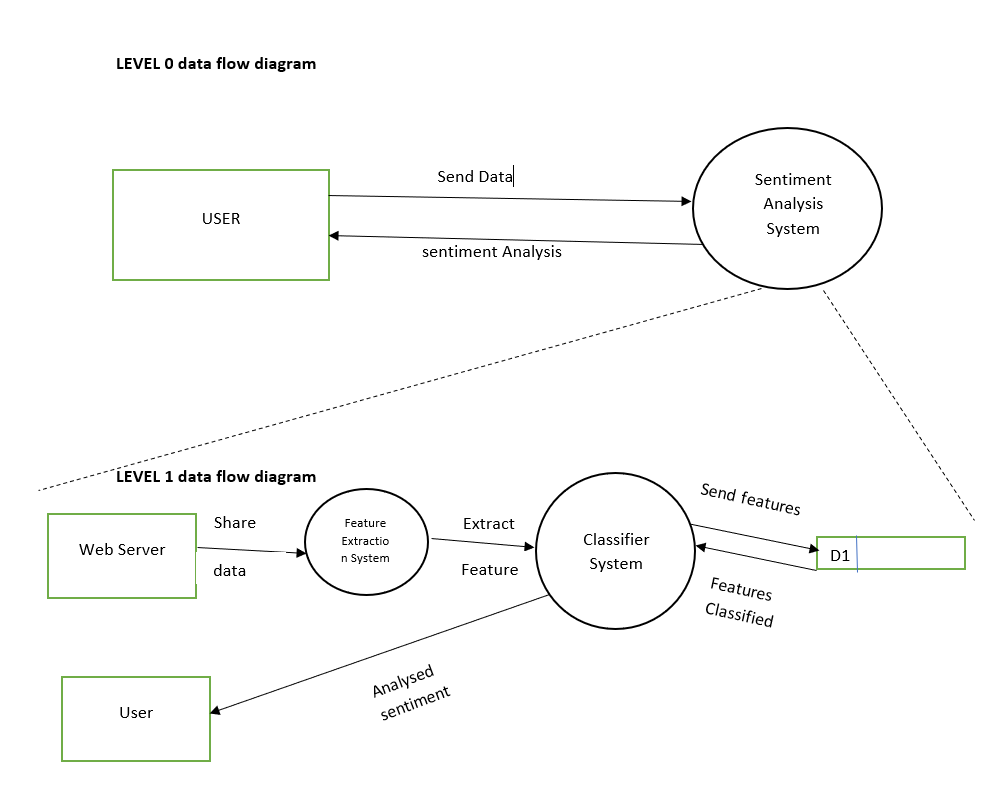 LEVEL 0 data flow diagram
Send Data
USER
Sentiment
Analysis
System
sentiment Analysis
LEVEL 1 data flow diagram
Web Server
Share
data
Feature
Extractio
n System
Extract
Feature
Classifier
System
Send features
D1
Features
Classified
User
Analysed
sentiment